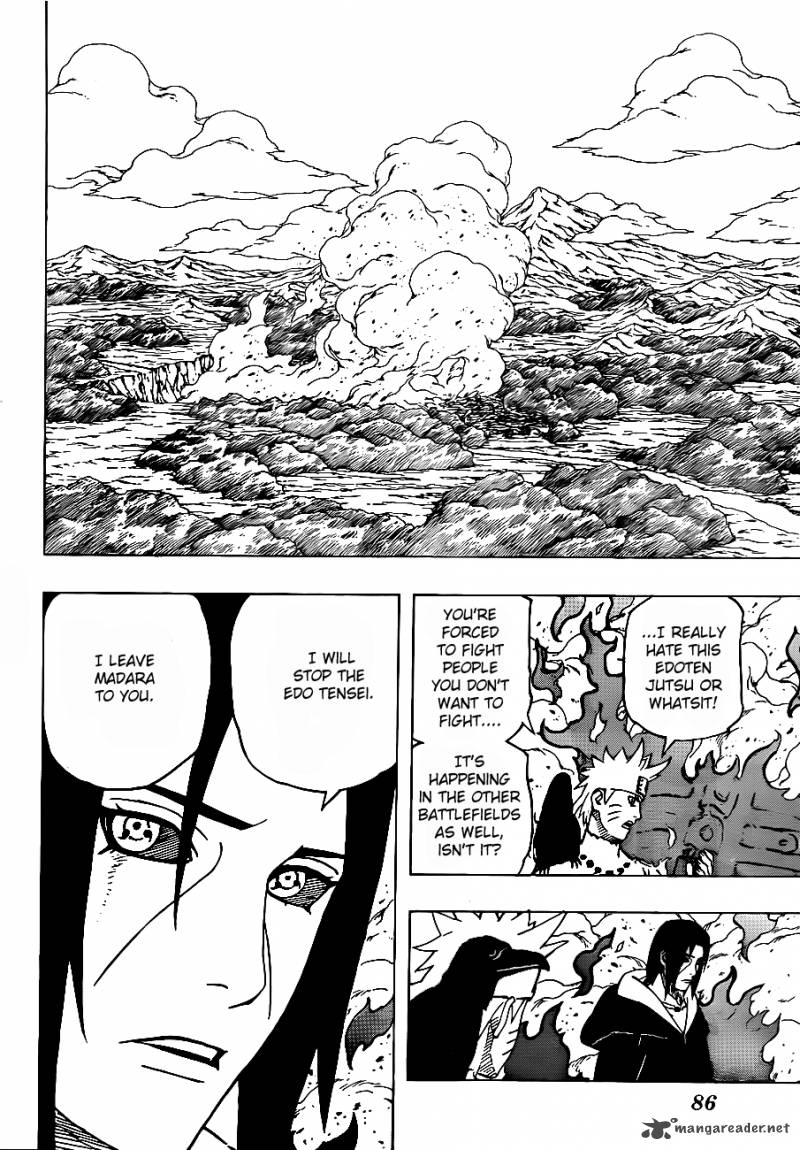 ...I REALLY
HATE THIS
EDOTEN
JUTSU OR
WHATSIT!
YOU'RE
FORCED
TO FIGHT
PEOPLE
YOU DON'T
WANT TO
FIGHT....
IT'S
HAPPENING
IN THE OTHER
BATTLEFIELDS
AS WELL,
ISN'T IT?
I WILL
STOP THE
EDO TENSEI.
I LEAVE
MADARA
TO YOU.
86
mangareader.net